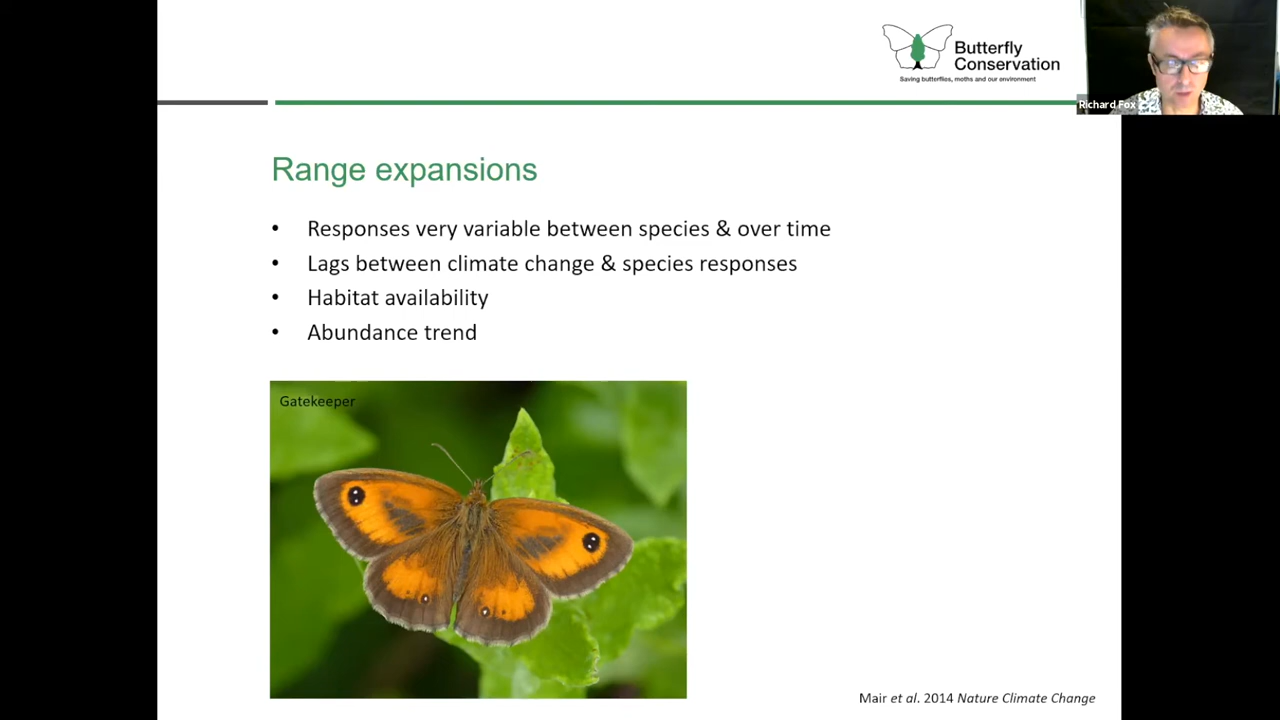 Butterfly
Conservation
Saving butterflies, moths and our environment
Richard Fox
Range expansions
• Responses very variable between species & over time
• Lags between climate change & species responses
• Habitat availability
• Abundance trend
Gatekeeper
Mair et al. 2014 Nature Climate Change